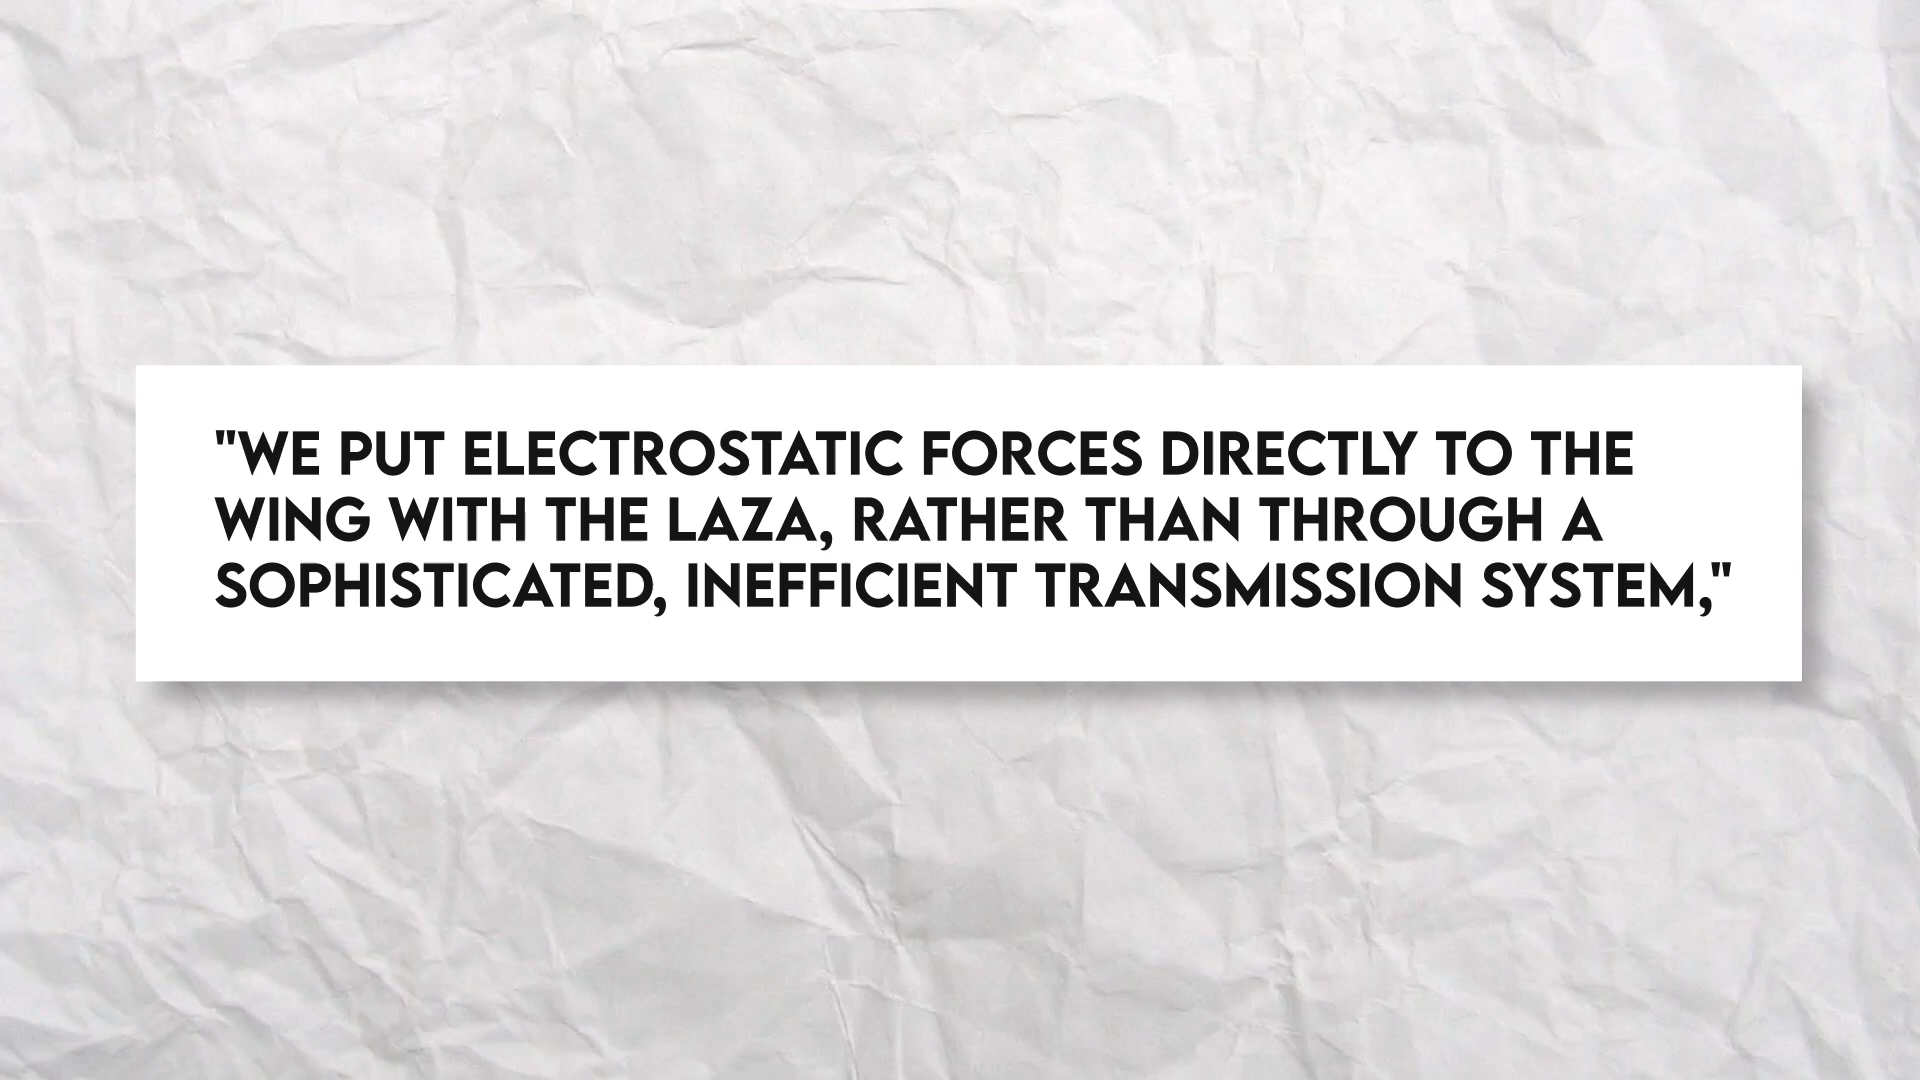 "WE PUT ELECTROSTATIC FORCES DIRECTLY TO THE
WING WITH THE LAZA, RATHER THAN THROUGH A
SOPHISTICATED, INEFFICIENT TRANSMISSION SYSTEM,"